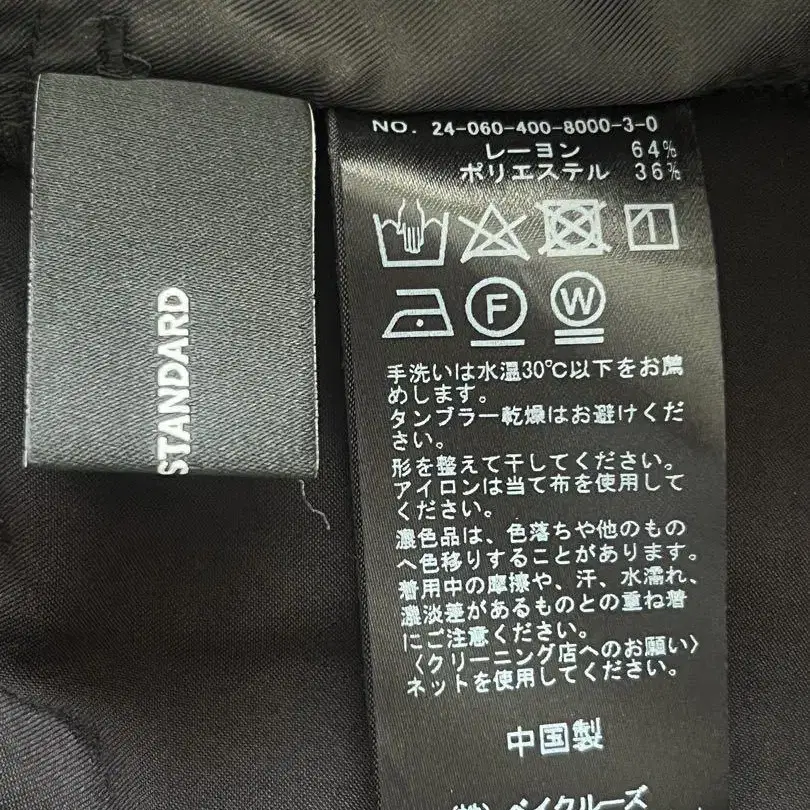 STANDARD
NO. 24-060-400-8000-3-0
レーヨン 64%
ポリエステル 36%
F
W
手洗いは水温30℃以下をお薦
めします。
タンブラー乾燥はお避けくだ
さい。
形を整えて干してください。
アイロンは当て布を使用して
ください。
濃色品は、色落ちや他のもの
へ色移りすることがあります。
着用中の摩擦や、汗、水濡れ、
濃淡差があるものとの重ね着
にご注意ください。
〈クリーニング店へのお願い〉
ネットを使用してください。
中国製
(株)ベイクルーズ